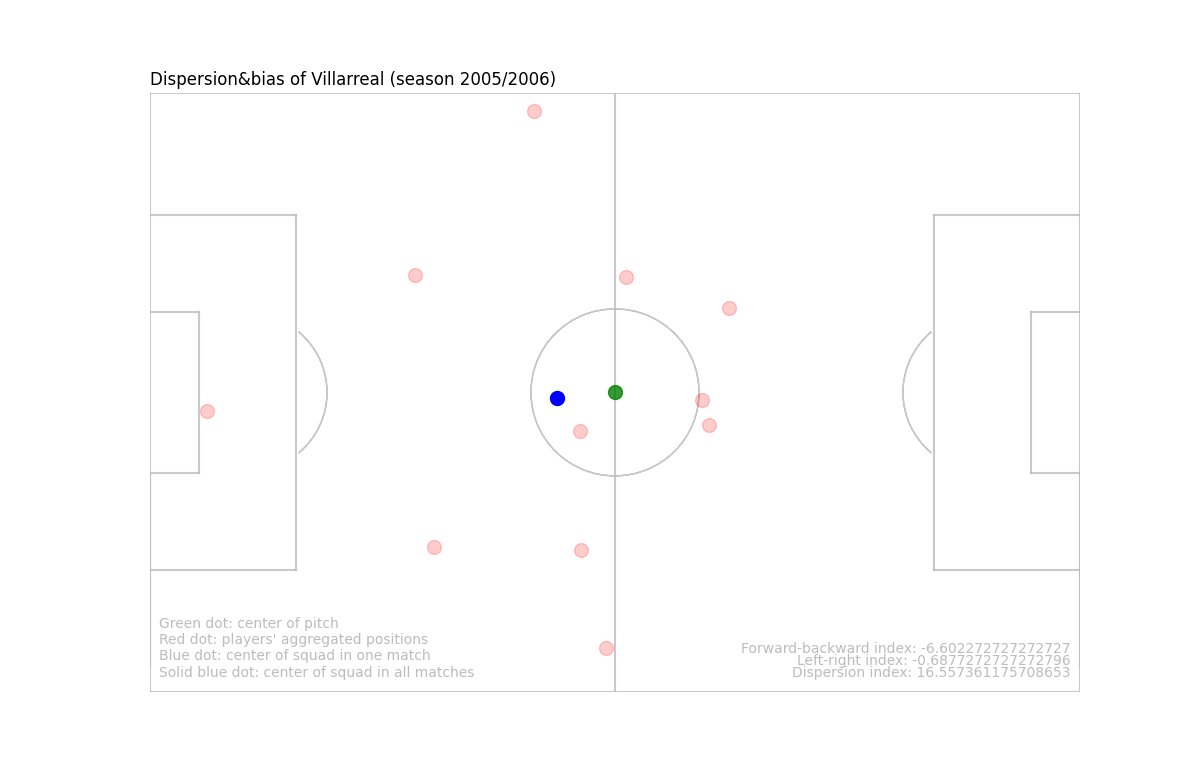 Dispersion&bias of Villarreal (season 2005/2006)
Green dot: center of pitch
Red dot: players' aggregated positions
Blue dot: center of squad in one match
Solid blue dot: center of squad in all matches
Forward-backward index: -6.602272727272727
Left-right index: -0.6877272727272796
Dispersion index: 16.557361175708653